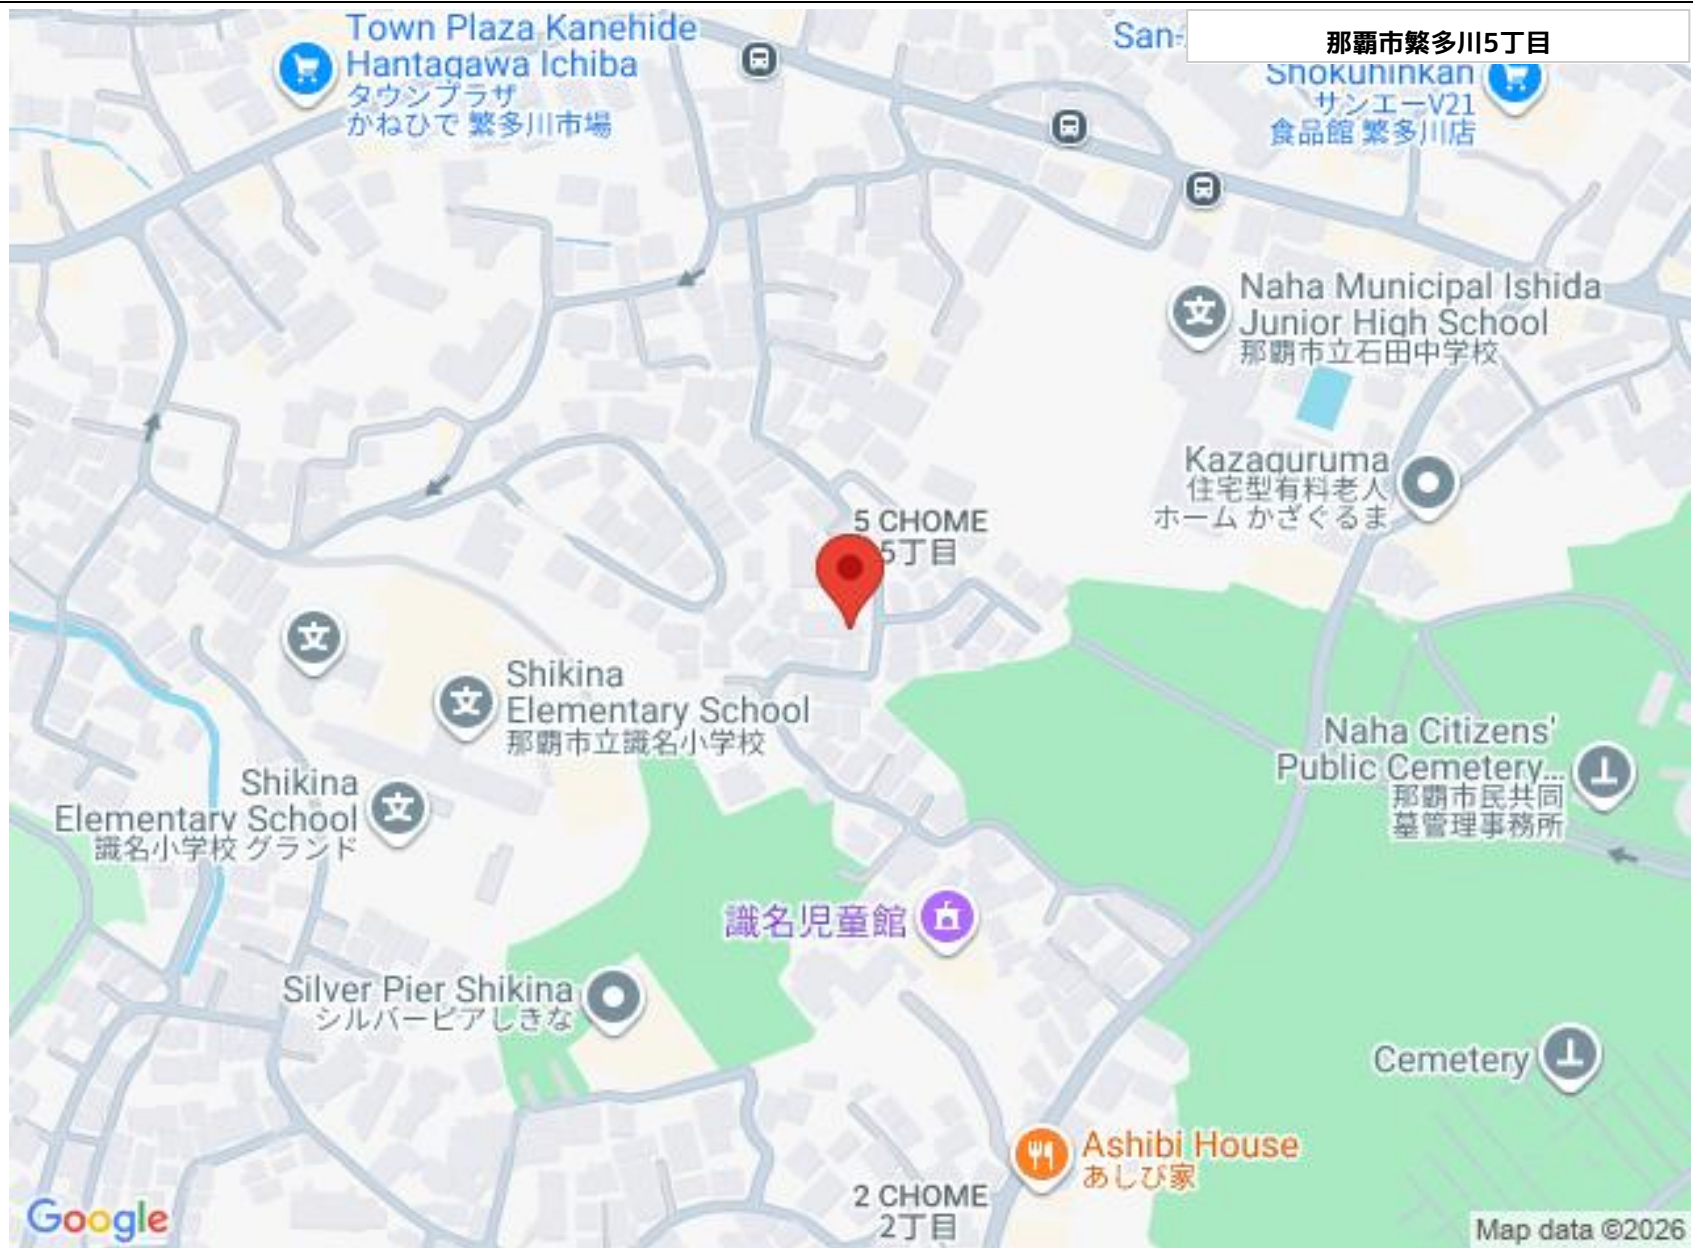 Town Plaza Kanehide
Hantagawa Ichiba
タウンプラザ
かねひで 繁多川市場
San-
那覇市繁多川5丁目
Shokuhinkan
サンエーV21
食品館 繁多川店
Naha Municipal Ishida
Junior High School
那覇市立石田中学校
Kazaguruma
住宅型有料老人
ホーム かざぐるま
5 CHOME
5丁目
文
Shikina
Elementary School
那覇市立識名小学校
Shikina
Elementary School
識名小学校 グランド
Naha Citizens'
Public Cemetery...
那覇市民共同
墓管理事務所
識名児童館
Silver Pier Shikina
シルバーピアしきな
Cemetery
Ashibi House
あしび家
2 CHOME
2丁目
Google
Map data ©2026